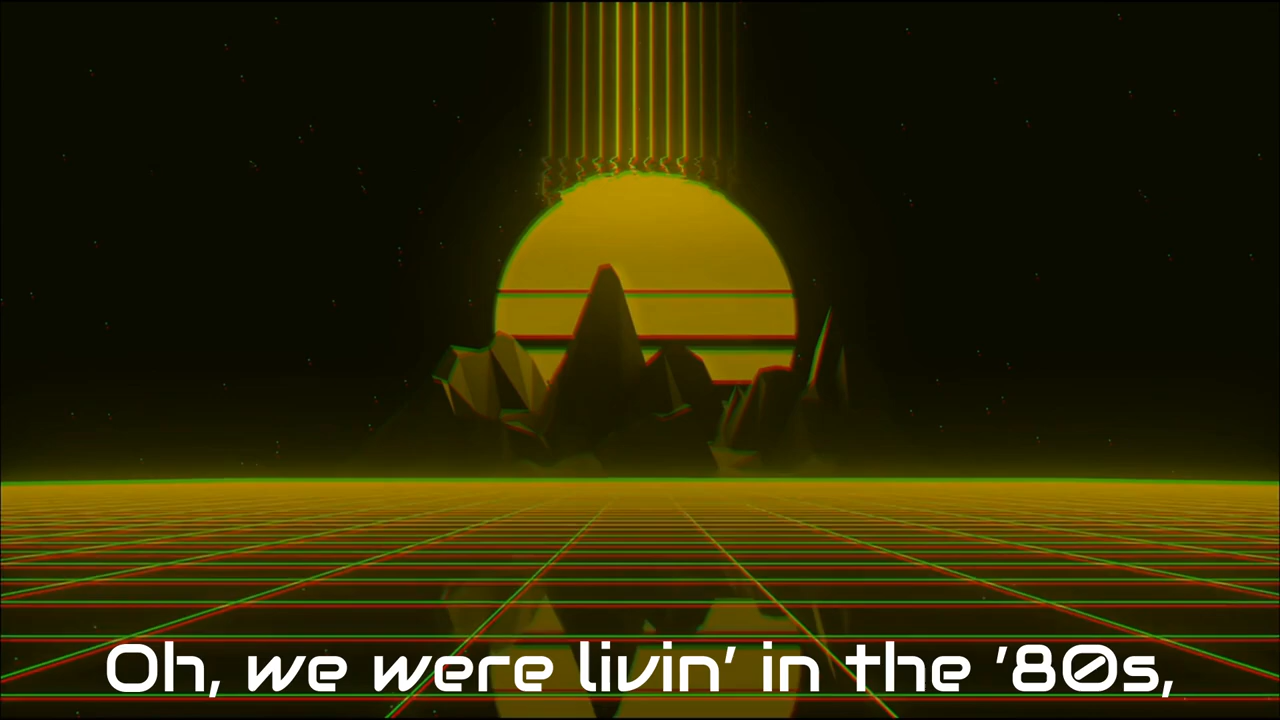 Oh, we were livin’ in the ’80s,